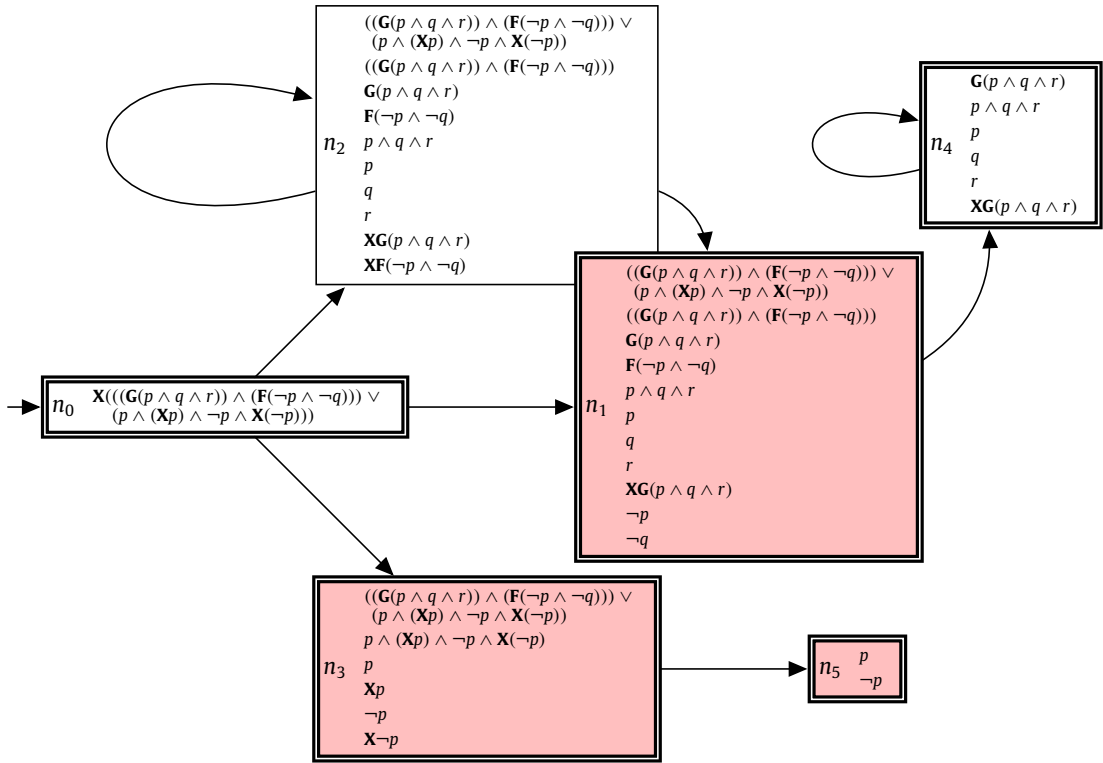 ((G(p ∧ q ∧ r)) ∧ (F(¬p ∧ ¬q))) ∨
(p ∧ (Xp) ∧ ¬p ∧ X(¬p))
((G(p ∧ q ∧ r)) ∧ (F(¬p ∧ ¬q)))
G(p ∧ q ∧ r)
F(¬p ∧ ¬q)
n2 p ∧ q ∧ r
p
q
r
XG(p ∧ q ∧ r)
XF(¬p ∧ ¬q)
G(p ∧ q ∧ r)
p ∧ q ∧ r
p
n4
q
r
XG(p ∧ q ∧ r)
n0 X(((G(p ∧ q ∧ r)) ∧ (F(¬p ∧ ¬q))) ∨
(p ∧ (Xp) ∧ ¬p ∧ X(¬p)))
((G(p ∧ q ∧ r)) ∧ (F(¬p ∧ ¬q))) ∨
(p ∧ (Xp) ∧ ¬p ∧ X(¬p))
((G(p ∧ q ∧ r)) ∧ (F(¬p ∧ ¬q)))
G(p ∧ q ∧ r)
F(¬p ∧ ¬q)
p ∧ q ∧ r
n1
p
q
r
XG(p ∧ q ∧ r)
¬p
¬q
((G(p ∧ q ∧ r)) ∧ (F(¬p ∧ ¬q))) ∨
(p ∧ (Xp) ∧ ¬p ∧ X(¬p))
p ∧ (Xp) ∧ ¬p ∧ X(¬p)
n3 p
Xp
¬p
X¬p
n5
p
¬p